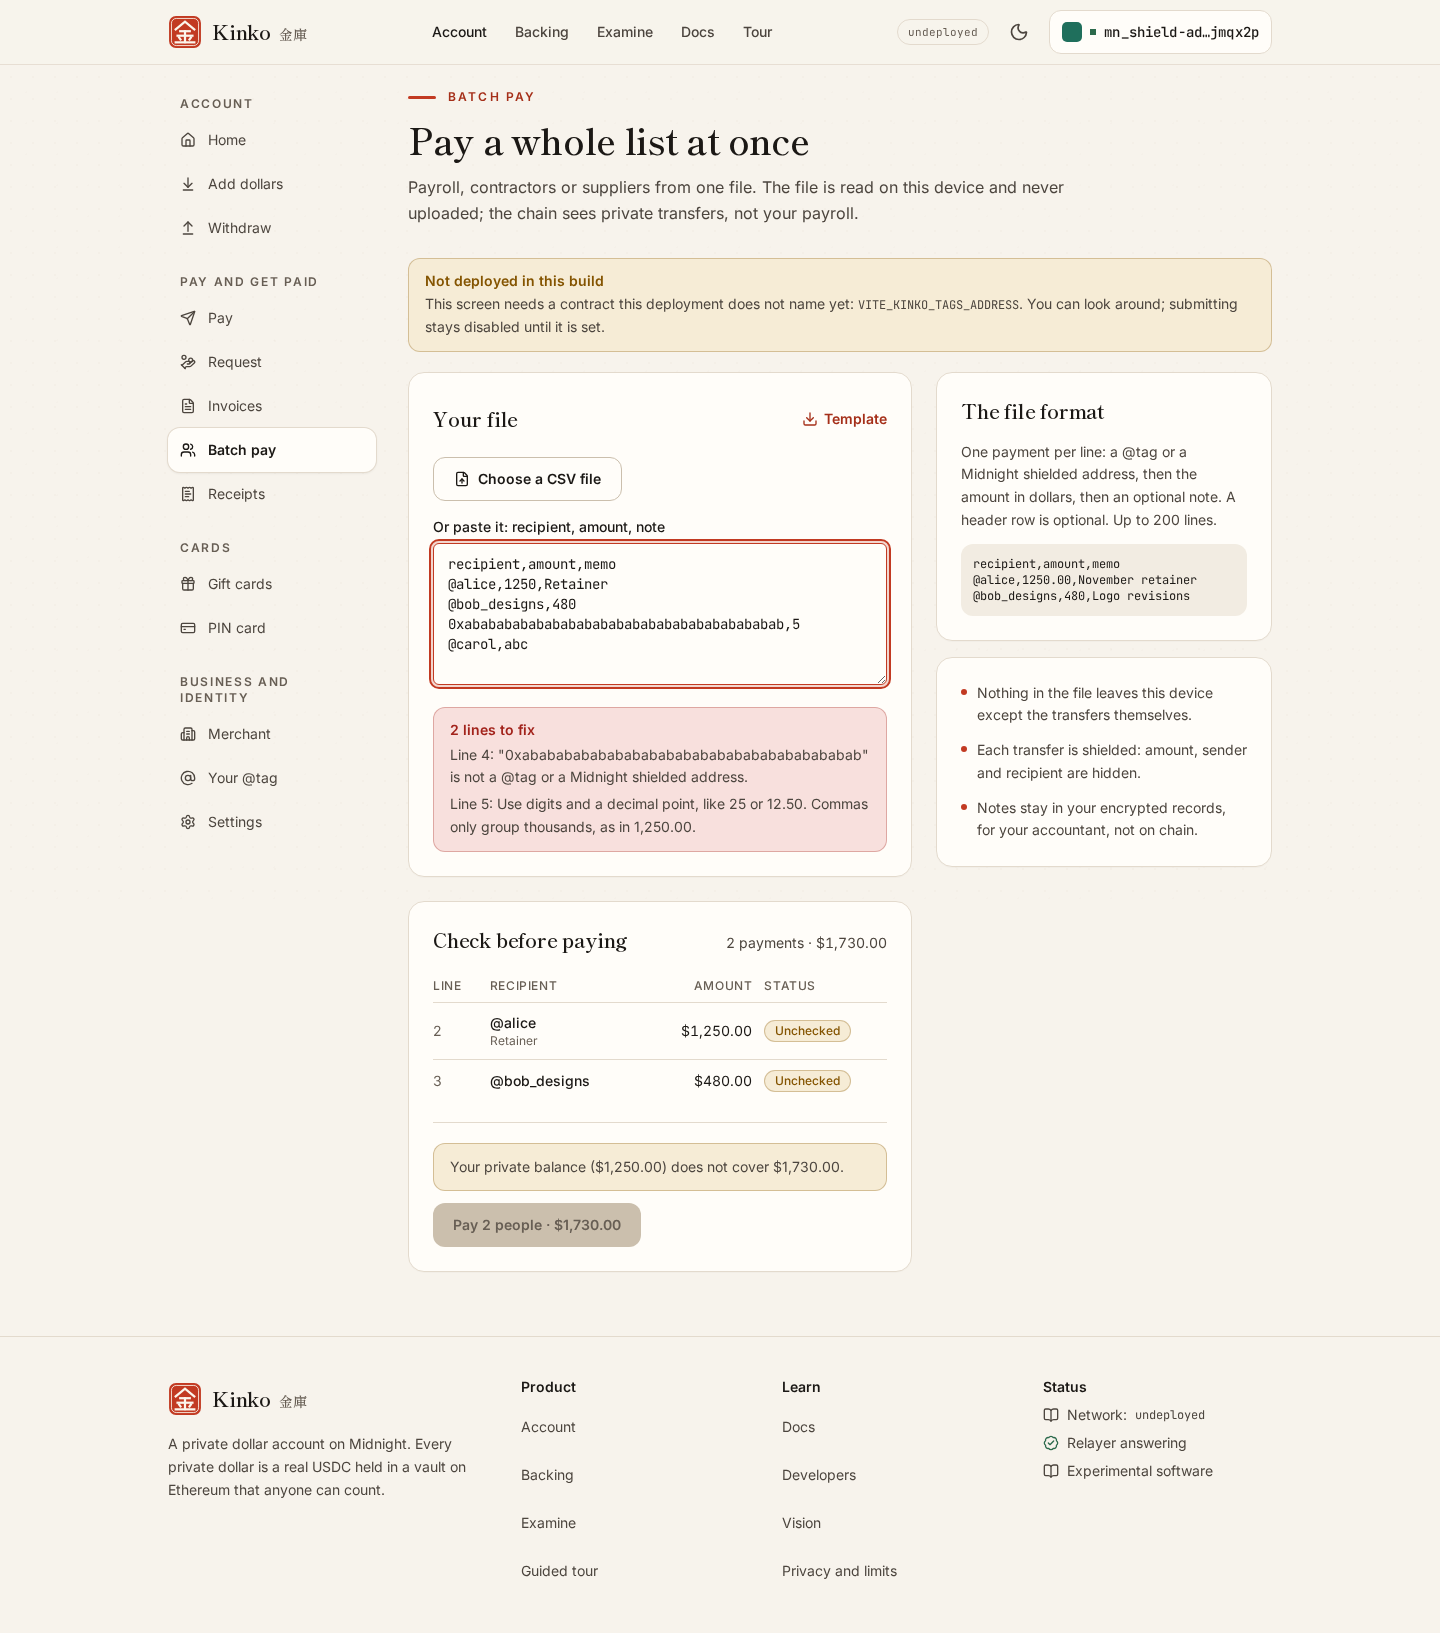 Kinko 金庫
Account
Backing
Examine
Docs
Tour
undeployed
mn_shield-ad…jmqx2p
ACCOUNT
Home
Add dollars
Withdraw
PAY AND GET PAID
Pay
Request
Invoices
Batch pay
Receipts
CARDS
Gift cards
PIN card
BUSINESS AND
IDENTITY
Merchant
Your @tag
Settings
BATCH PAY
Pay a whole list at once
Payroll, contractors or suppliers from one file. The file is read on this device and never
uploaded; the chain sees private transfers, not your payroll.
Not deployed in this build
This screen needs a contract this deployment does not name yet: VITE_KINKO_TAGS_ADDRESS. You can look around; submitting
stays disabled until it is set.
Your file
Template
Choose a CSV file
Or paste it: recipient, amount, note
recipient,amount,memo
@alice,1250,Retainer
@bob_designs,480
0xabababababababababababababababababababab,5
@carol,abc
2 lines to fix
Line 4: "0xabababababababababababababababababababab"
is not a @tag or a Midnight shielded address.
Line 5: Use digits and a decimal point, like 25 or 12.50. Commas
only group thousands, as in 1,250.00.
The file format
One payment per line: a @tag or a
Midnight shielded address, then the
amount in dollars, then an optional note. A
header row is optional. Up to 200 lines.
recipient,amount,memo
@alice,1250.00,November retainer
@bob_designs,480,Logo revisions
Nothing in the file leaves this device
except the transfers themselves.
Each transfer is shielded: amount, sender
and recipient are hidden.
Notes stay in your encrypted records,
for your accountant, not on chain.
Check before paying
2 payments · $1,730.00
LINE RECIPIENT AMOUNT STATUS
2 @alice $1,250.00 Unchecked
Retainer
3 @bob_designs $480.00 Unchecked
Your private balance ($1,250.00) does not cover $1,730.00.
Pay 2 people · $1,730.00
金
Kinko 金庫
A private dollar account on Midnight. Every
private dollar is a real USDC held in a vault on
Ethereum that anyone can count.
Product
Account
Backing
Examine
Guided tour
Learn
Docs
Developers
Vision
Privacy and limits
Status
Network: undeployed
Relayer answering
Experimental software